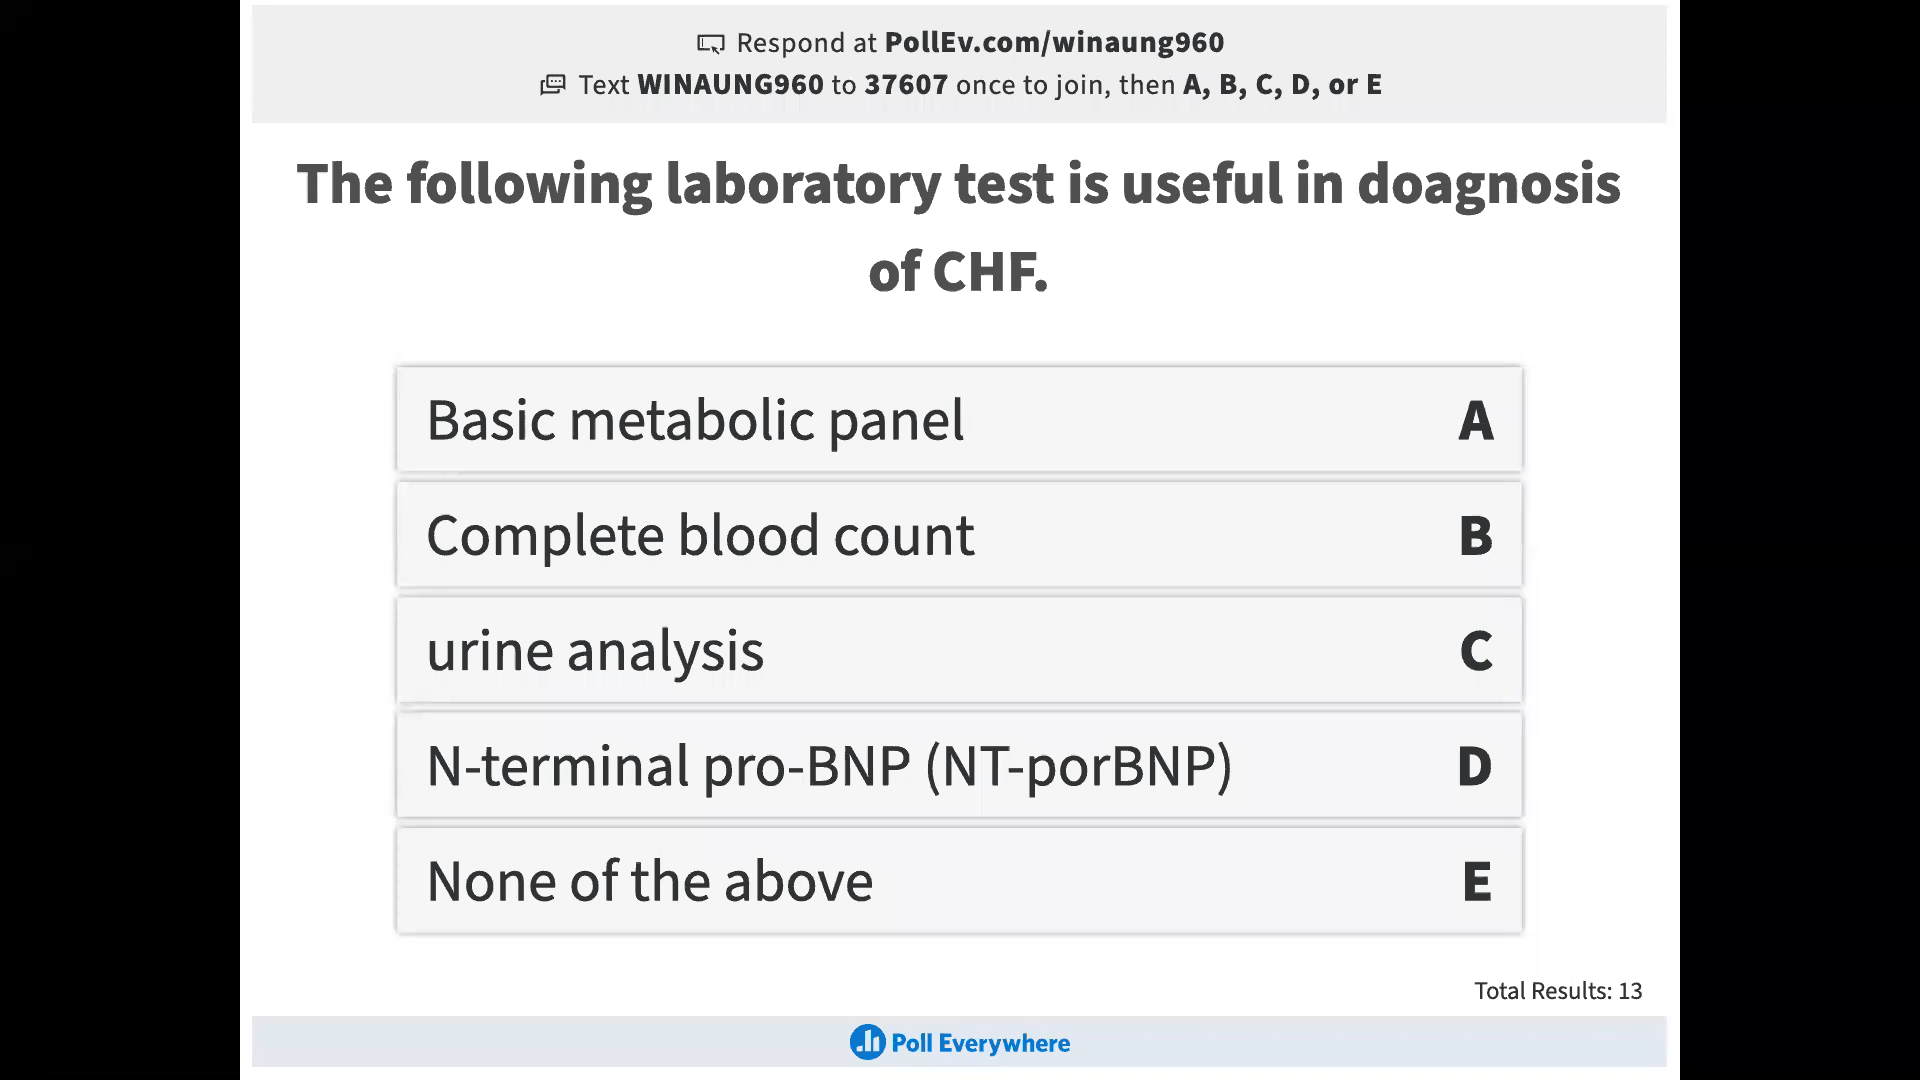 Respond at PollEv.com/winaung960
Text WINAUNG960 to 37607 once to join, then A, B, C, D, or E
The following laboratory test is useful in doagnosis
of CHF.
Basic metabolic panel A
Complete blood count B
urine analysis C
N-terminal pro-BNP (NT-porBNP) D
None of the above E
Total Results: 13
Poll Everywhere